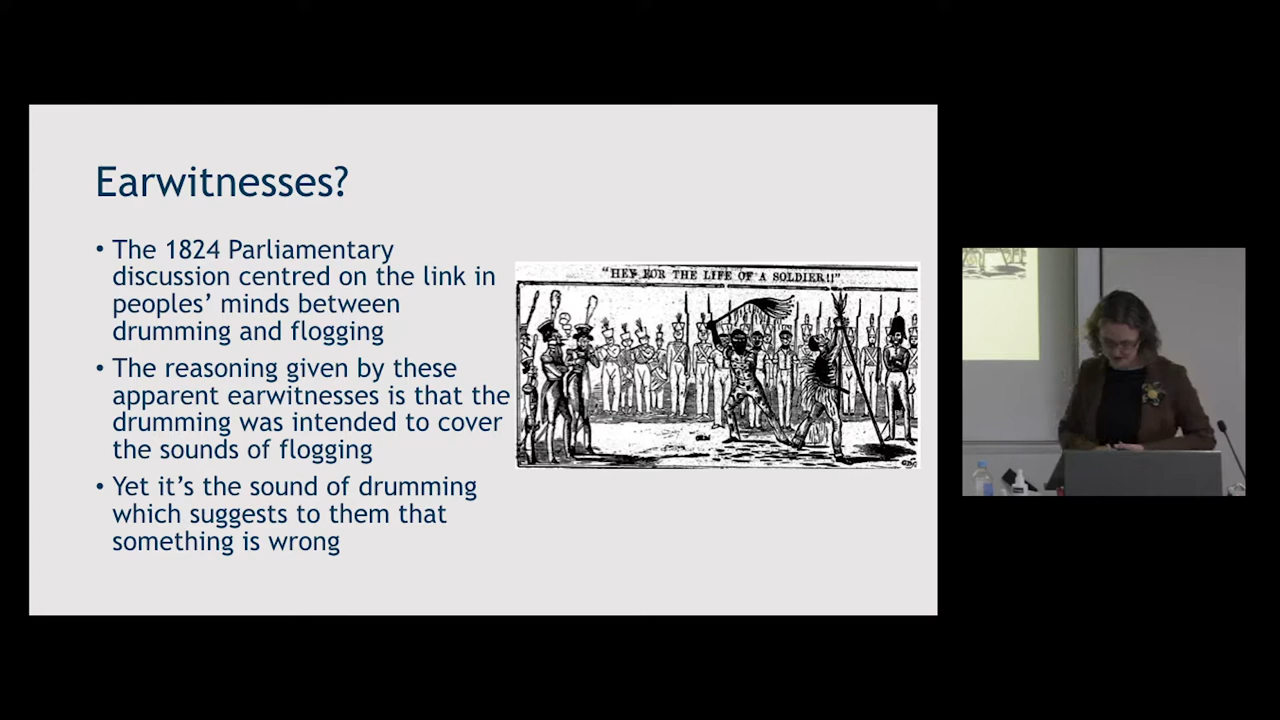 Earwitnesses?
• The 1824 Parliamentary
discussion centred on the link in
peoples’ minds between
drumming and flogging
• The reasoning given by these
apparent earwitnesses is that the
drumming was intended to cover
the sounds of flogging
• Yet it’s the sound of drumming
which suggests to them that
something is wrong
"HEY FOR THE LIFE OF A SOLDIER!!"